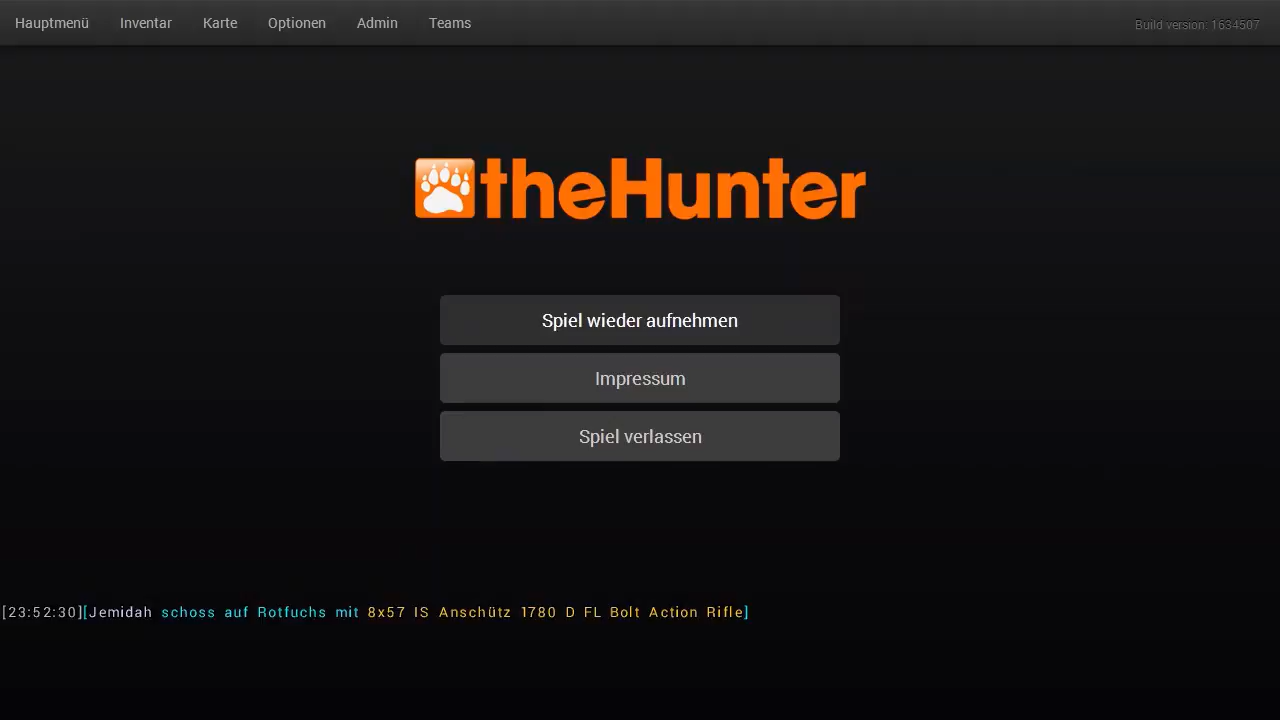 Hauptmenü Inventar Karte Optionen Admin Teams Build version: 1634507
theHunter
Spiel wieder aufnehmen
Impressum
Spiel verlassen
[23:52:30][Jemidah schoss auf Rotfuchs mit 8x57 IS Anschütz 1780 D FL Bolt Action Rifle]